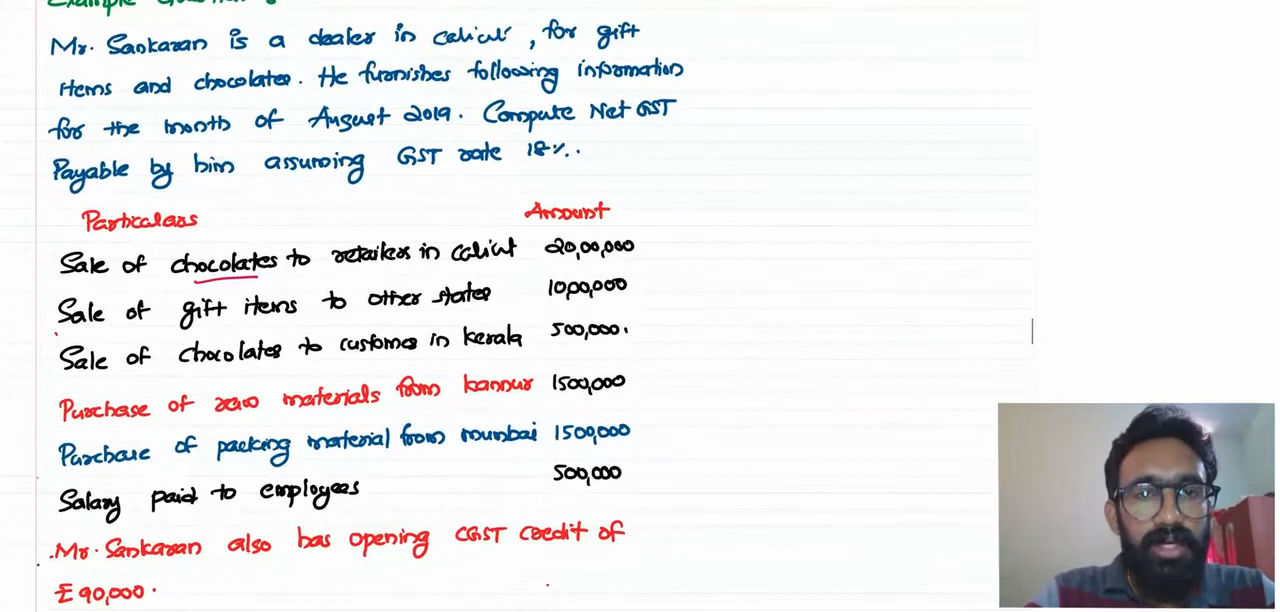 Mr. Sankaran is a dealer in calicut, for gift
items and chocolates. He furnishes following information
for the month of August 2019. Compute Net GST
Payable by him assuming GST rate 18%.
Particulars Amount
Sale of chocolates to retailers in calicut 20,00,000
Sale of gift items to other states 1000,000
Sale of chocolates to customer in kerala 500,000
Purchase of raw materials from kannur 1500,000
Purchase of packing material from mumbai 1500,000
Salary paid to employees 500,000
Mr. Sankaran also has opening CGST credit of
₹ 90,000.